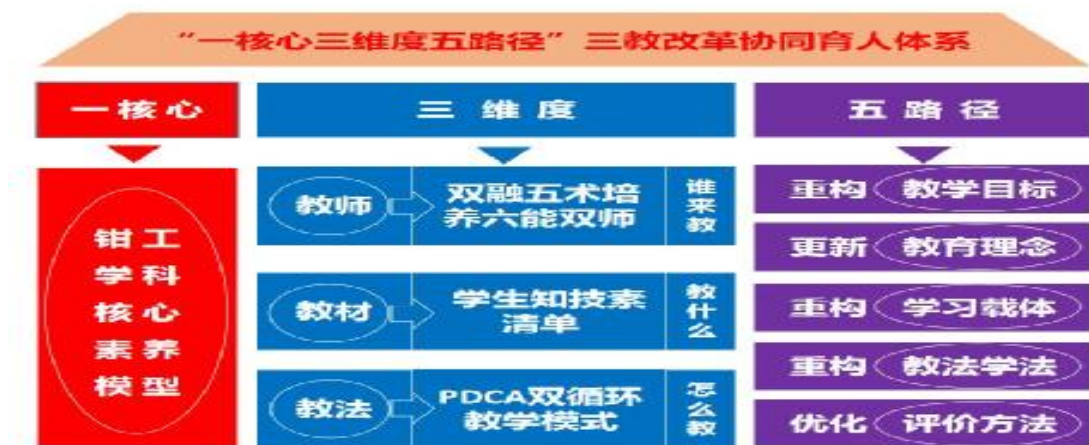 “一核心三维度五路径”三教改革协同育人体系
一核心
三维度
五路径
钳工
学科
核心
素养
模型
教师
双融五术培
养六能双师
谁来教
教材
学生知技素
清单
教什么
教法
PDCA双循环
教学模式
怎么教
重构 教学目标
更新 教育理念
重构 学习载体
重构 教法学法
优化 评价方法